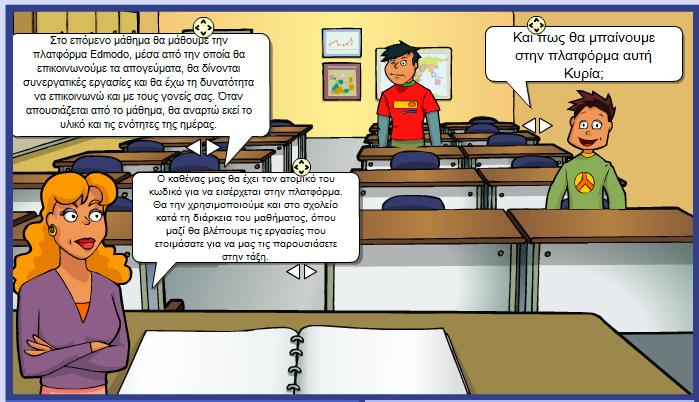 Στο επόμενο μάθημα θα μάθουμε την
πλατφόρμα Edmodo, μέσα από την οποία θα
επικοινωνούμε τα απογεύματα, θα δίνονται
συνεργατικές εργασίες και θα έχω τη δυνατότητα
να επικοινωνώ και με τους γονείς σας. Όταν
απουσιάζεται από το μάθημα, θα αναρτώ εκεί το
υλικό και τις ενότητες της ημέρας.
Και πως θα μπαίνουμε
στην πλατφόρμα αυτή
Κυρία;
Ο καθένας μας θα έχει τον ατομικό του
κωδικό για να εισέρχεται στην πλατφόρμα.
Θα την χρησιμοποιουμε και στο σχολείο
κατά τη διάρκεια του μαθήματος, όπου
μαζί θα βλέπουμε τις εργασίες που
ετοιμάσατε για να μας τις παρουσιάσετε
στην τάξη.